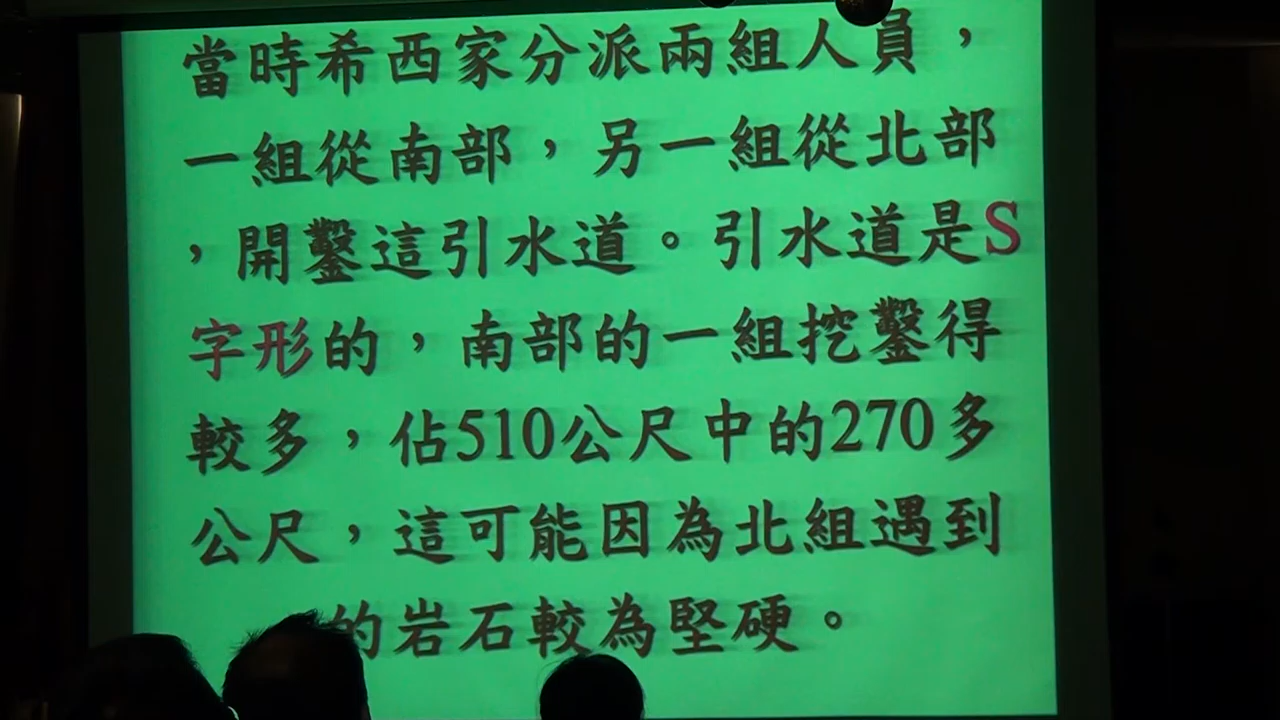 當時希西家分派兩組人員，
一組從南部，另一組從北部
，開鑿這引水道。引水道是S
字形的，南部的一組挖鑿得
較多，佔510公尺中的270多
公尺，這可能因為北組遇到
的岩石較為堅硬。